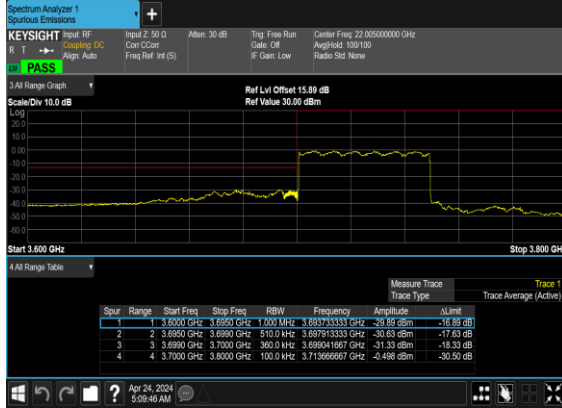 Spectrum Analyzer 1
Spurious Emissions
+
KEYSIGHT Input: RF Input Z: 50 Ω Atten: 30 dB Trig: Free Run Center Freq: 22.005000000 GHz
R T Coupling: DC Corr CCorr Gate: Off Avg|Hold: 100/100
Align: Auto Freq Ref: Int (S) IF Gain: Low Radio Std: None
PASS
3 All Range Graph
Ref Lvl Offset 15.89 dB
Scale/Div 10.0 dB Ref Value 30.00 dBm
Log
20.0
10.0
0.00
-10.0
-20.0
-30.0
-40.0
-50.0
-60.0
Start 3.600 GHz Stop 3.800 GH
4 All Range Table
Measure Trace Trace 1
Trace Type Trace Average (Active)
Spur Range Start Freq Stop Freq RBW Frequency Amplitude ΔLimit
1 1 3.6000 GHz 3.6950 GHz 1.000 MHz 3.693733333 GHz -29.89 dBm -16.89 dB
2 2 3.6950 GHz 3.6990 GHz 510.0 kHz 3.697913333 GHz -30.63 dBm -17.63 dB
3 3 3.6990 GHz 3.7000 GHz 360.0 kHz 3.699041667 GHz -31.33 dBm -18.33 dB
4 4 3.7000 GHz 3.8000 GHz 100.0 kHz 3.713666667 GHz -0.498 dBm -30.50 dB
? Apr 24, 2024
5:09:46 AM